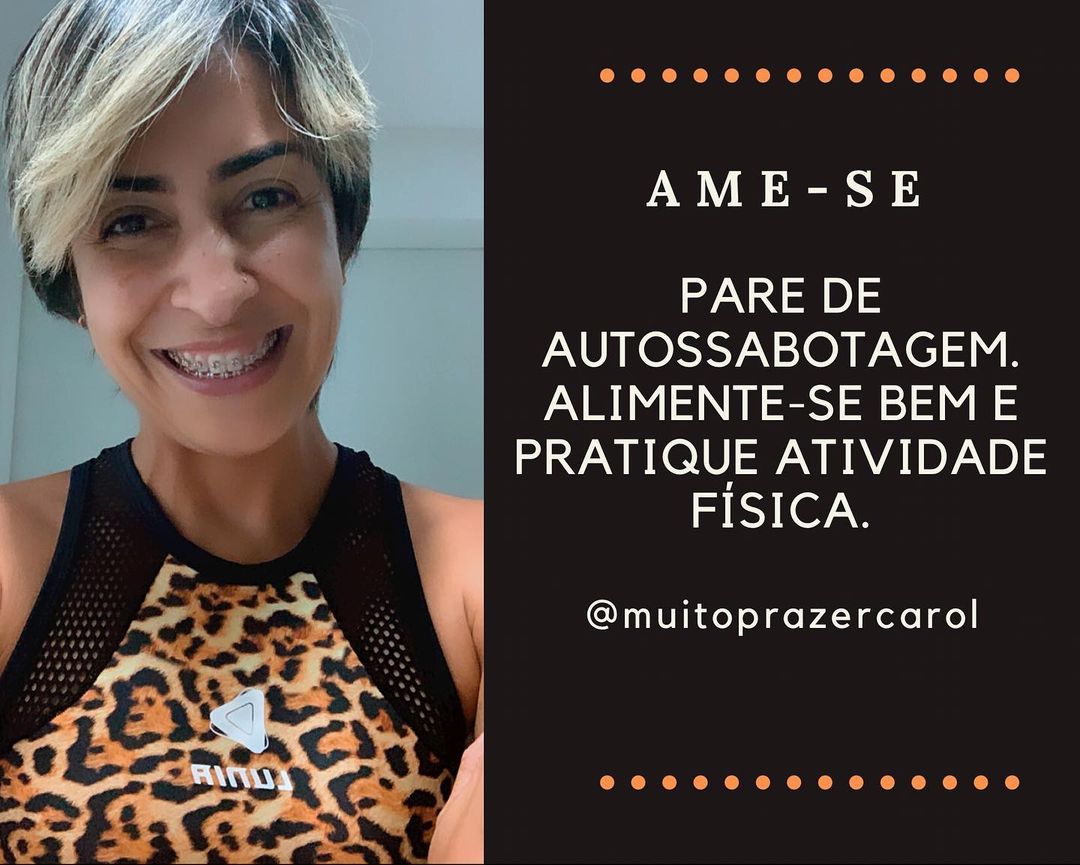 AME-SE
PARE DE
AUTOSSABOTAGEM.
ALIMENTE-SE BEM E
PRATIQUE ATIVIDADE
FÍSICA.
@muitoprazercarol
LUNIA